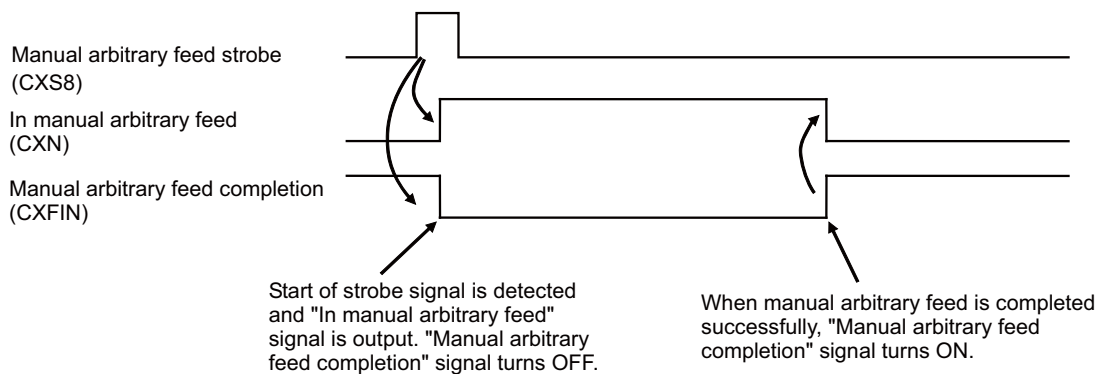 Manual arbitrary feed strobe
(CXS8)
In manual arbitrary feed
(CXN)
Manual arbitrary feed completion
(CXFIN)
Start of strobe signal is detected
and "In manual arbitrary feed"
signal is output. "Manual arbitrary
feed completion" signal turns OFF.
When manual arbitrary feed is completed
successfully, "Manual arbitrary feed
completion" signal turns ON.